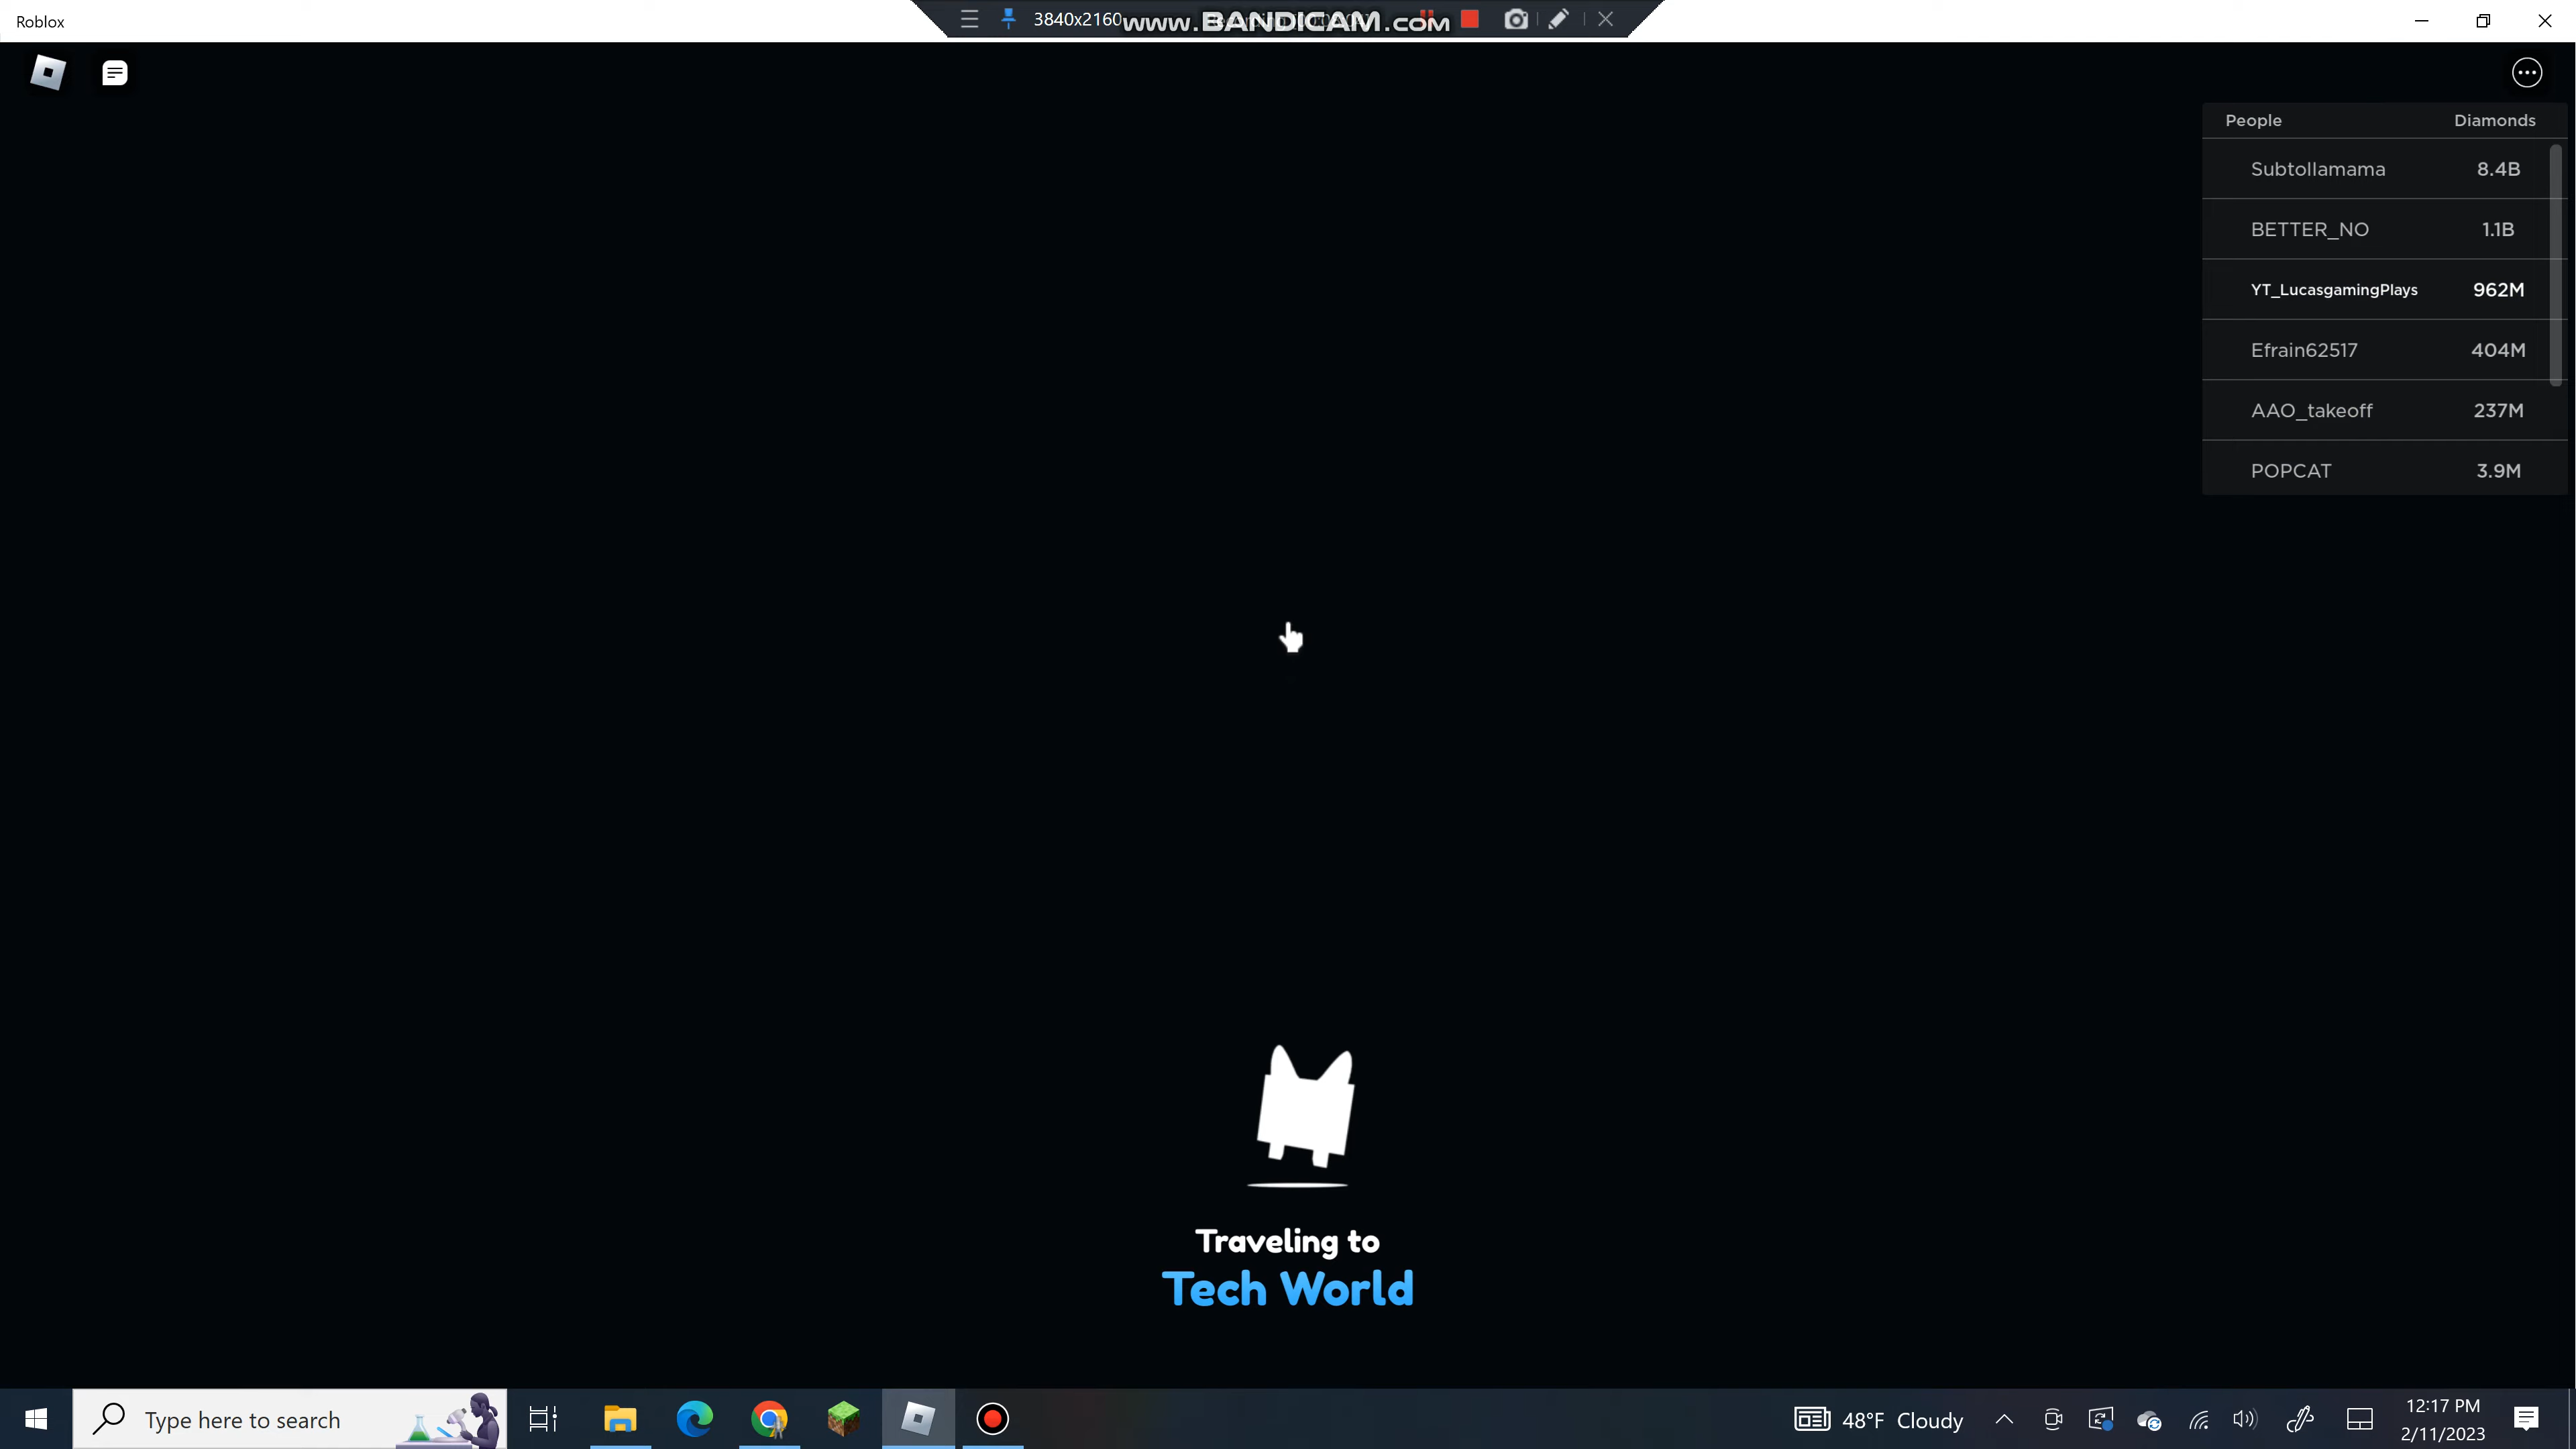 Roblox
3840x2160
www.BANDICAM.com
People Diamonds
Subtollamama 8.4B
BETTER_NO 1.1B
YT_LucasgamingPlays 962M
Efrain62517 404M
AAO_takeoff 237M
POPCAT 3.9M
Traveling to
Tech World
Type here to search
48°F Cloudy
12:17 PM
2/11/2023